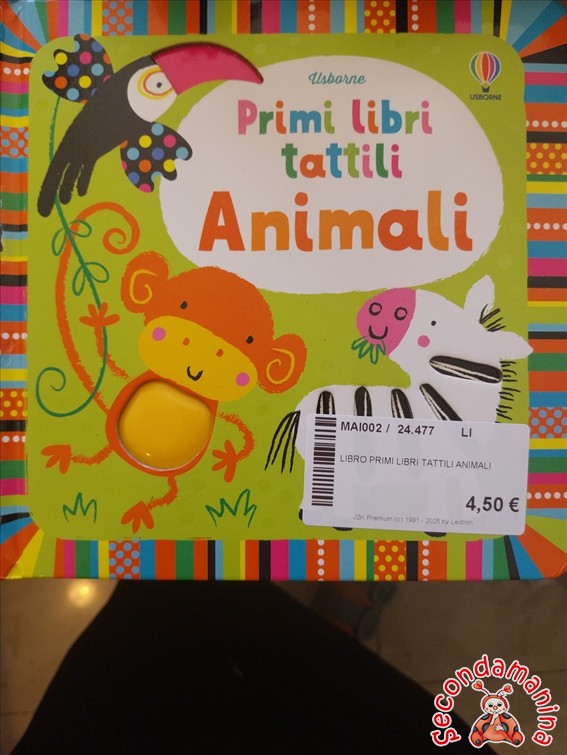 Usborne
USBORNE
Primi libri
tattili
Animali
MAI002 / 24.477 LI
LIBRO PRIMI LIBRI TATTILI ANIMALI
4,50 €
J2K Premium (c) 1991 - 2025 by Lextron
Secondamanina